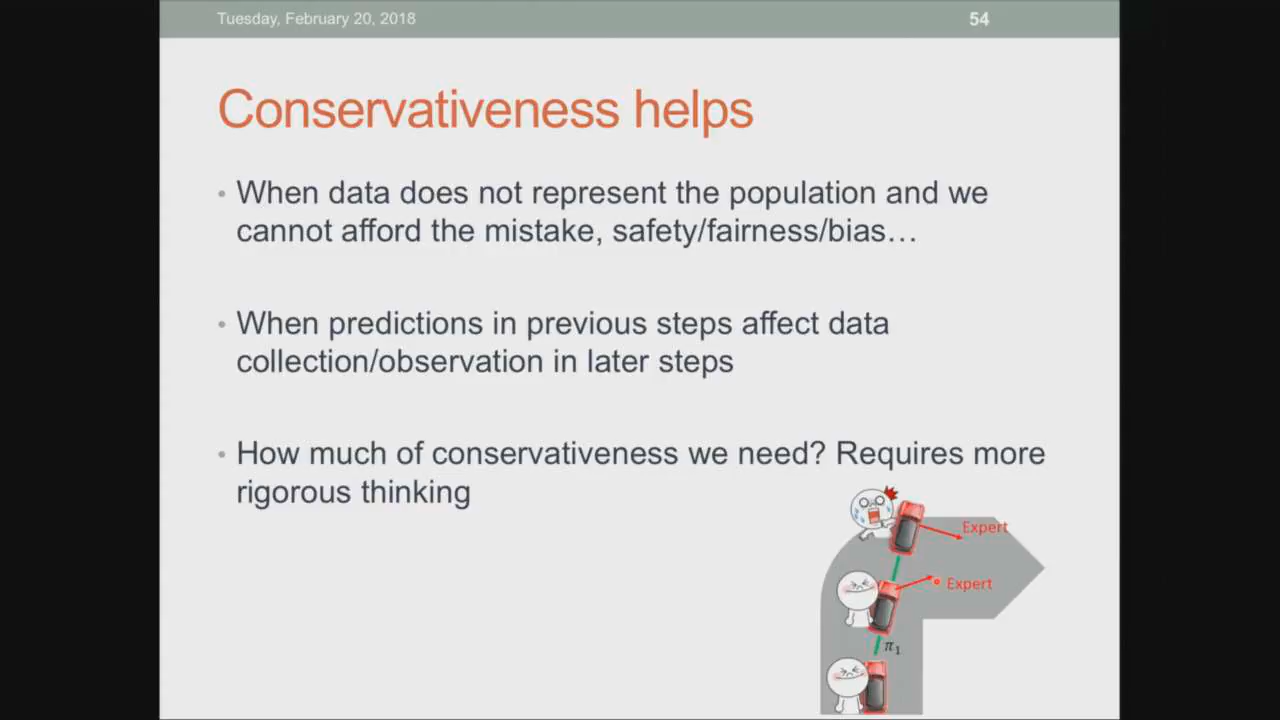 Tuesday, February 20, 2018
54
Conservativeness helps
• When data does not represent the population and we
cannot afford the mistake, safety/fairness/bias…
• When predictions in previous steps affect data
collection/observation in later steps
• How much of conservativeness we need? Requires more
rigorous thinking
Expert
Expert
π₁